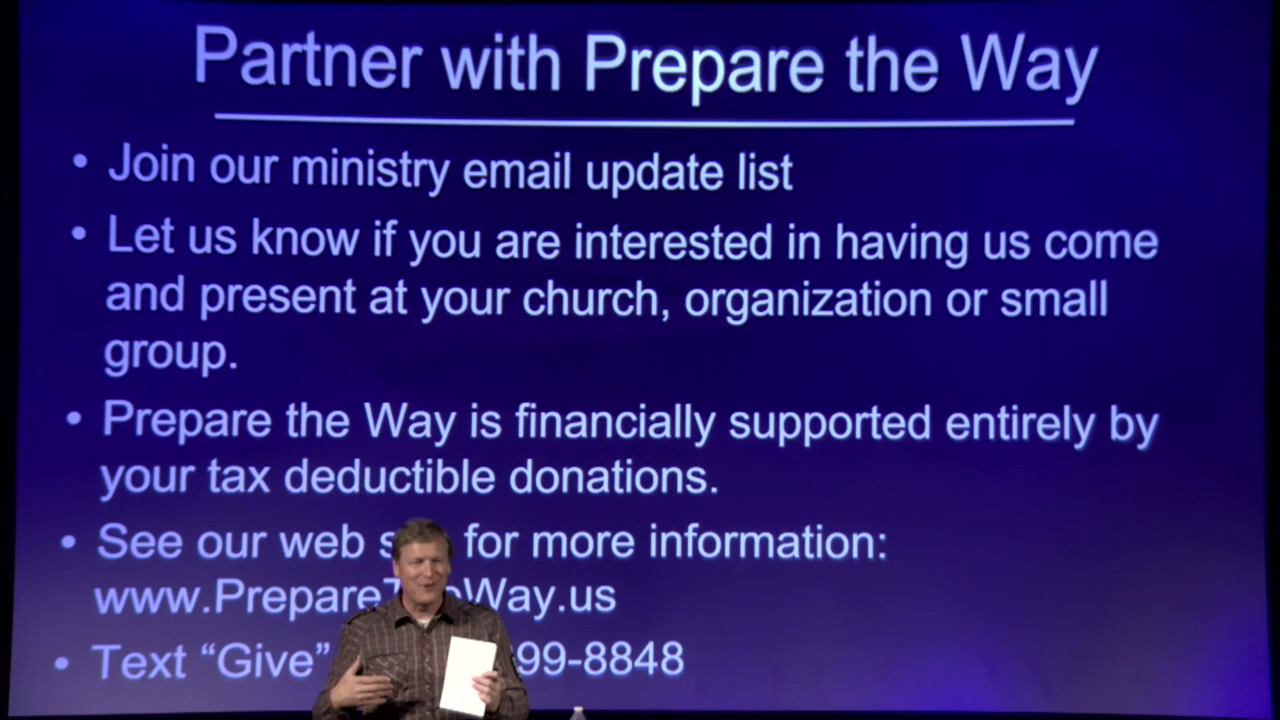 Partner with Prepare the Way
• Join our ministry email update list
• Let us know if you are interested in having us come
and present at your church, organization or small
group.
• Prepare the Way is financially supported entirely by
your tax deductible donations.
• See our web for more information:
www.Prepare Way.us
• Text “Give” 99-8848